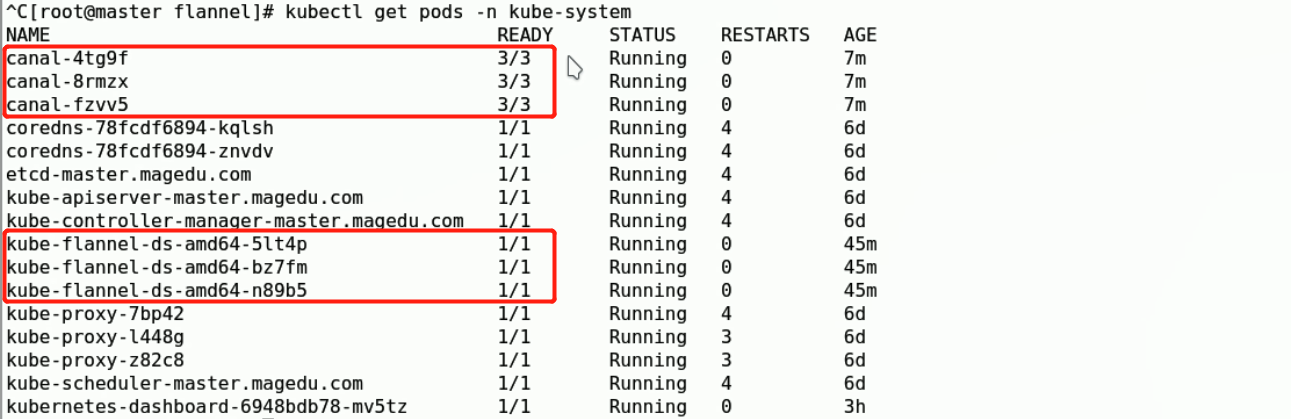 ^C[root@master flannel]# kubectl get pods -n kube-system
NAME READY STATUS RESTARTS AGE
canal-4tg9f 3/3 Running 0 7m
canal-8rmzx 3/3 Running 0 7m
canal-fzvv5 3/3 Running 0 7m
coredns-78fcdf6894-kqlsh 1/1 Running 4 6d
coredns-78fcdf6894-znvdv 1/1 Running 4 6d
etcd-master.magedu.com 1/1 Running 4 6d
kube-apiserver-master.magedu.com 1/1 Running 4 6d
kube-controller-manager-master.magedu.com 1/1 Running 4 6d
kube-flannel-ds-amd64-5lt4p 1/1 Running 0 45m
kube-flannel-ds-amd64-bz7fm 1/1 Running 0 45m
kube-flannel-ds-amd64-n89b5 1/1 Running 0 45m
kube-proxy-7bp42 1/1 Running 4 6d
kube-proxy-l448g 1/1 Running 3 6d
kube-proxy-z82c8 1/1 Running 3 6d
kube-scheduler-master.magedu.com 1/1 Running 4 6d
kubernetes-dashboard-6948bdb78-mv5tz 1/1 Running 0 3h